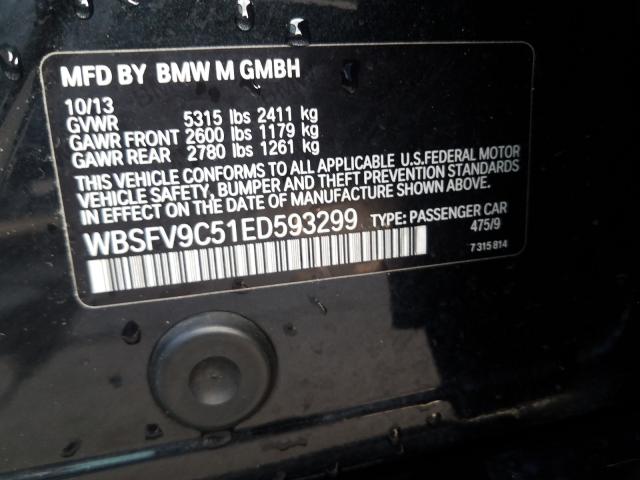 MFD BY BMW M GMBH
10/13
GVWR 5315 lbs 2411 kg
GAWR FRONT 2600 lbs 1179 kg
GAWR REAR 2780 lbs 1261 kg
THIS VEHICLE CONFORMS TO ALL APPLICABLE U.S.FEDERAL MOTOR
VEHICLE SAFETY, BUMPER, AND THEFT PREVENTION STANDARDS
IN EFFECT ON THE DATE OF MANUFACTURE SHOWN ABOVE.
WBSFV9C51ED593299 TYPE: PASSENGER CAR
475/9
7 315 814